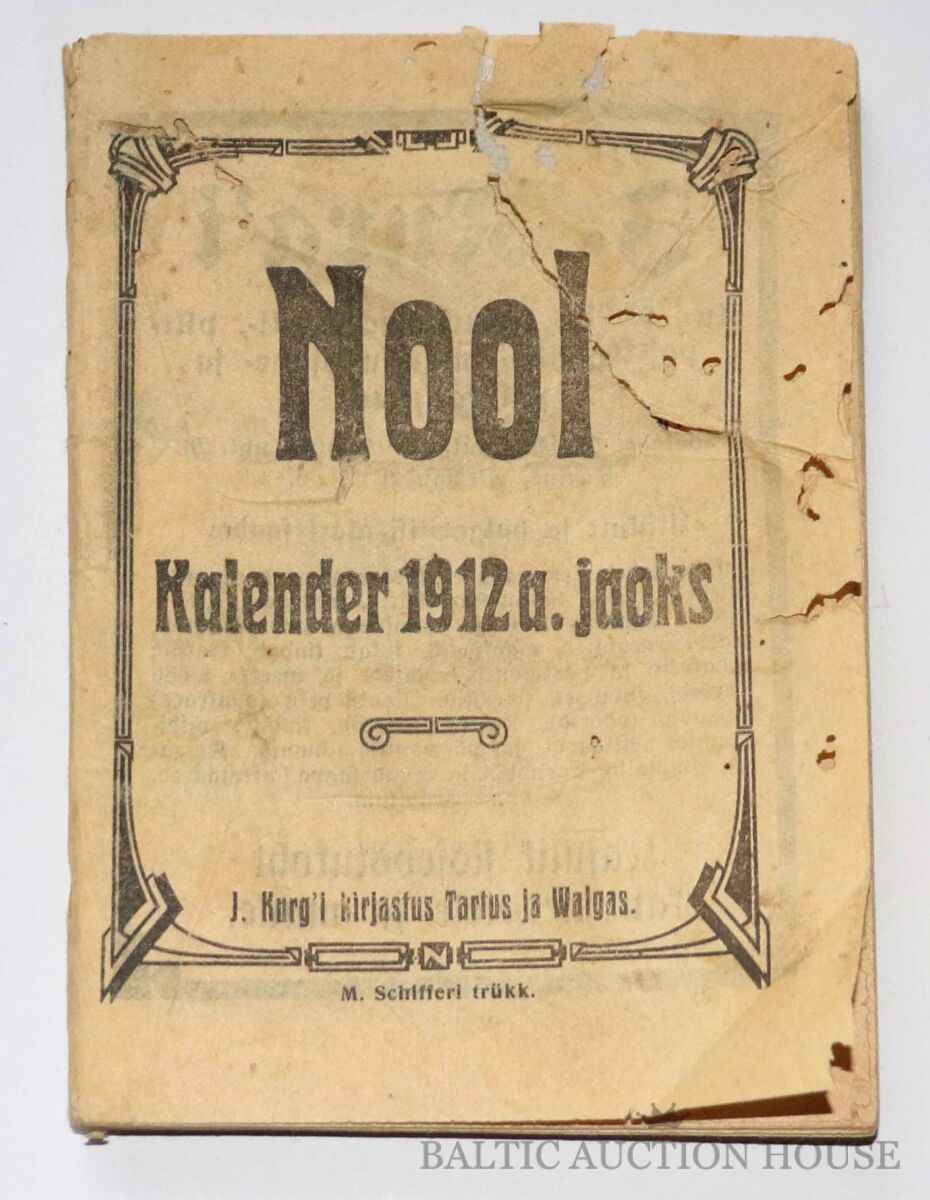 Nool
Kalender 1912 a. jaoks
J. Kurg'i kirjastus Tartus ja Walgas.
M. Schifferi trükk.
BALTIC AUCTION HOUSE